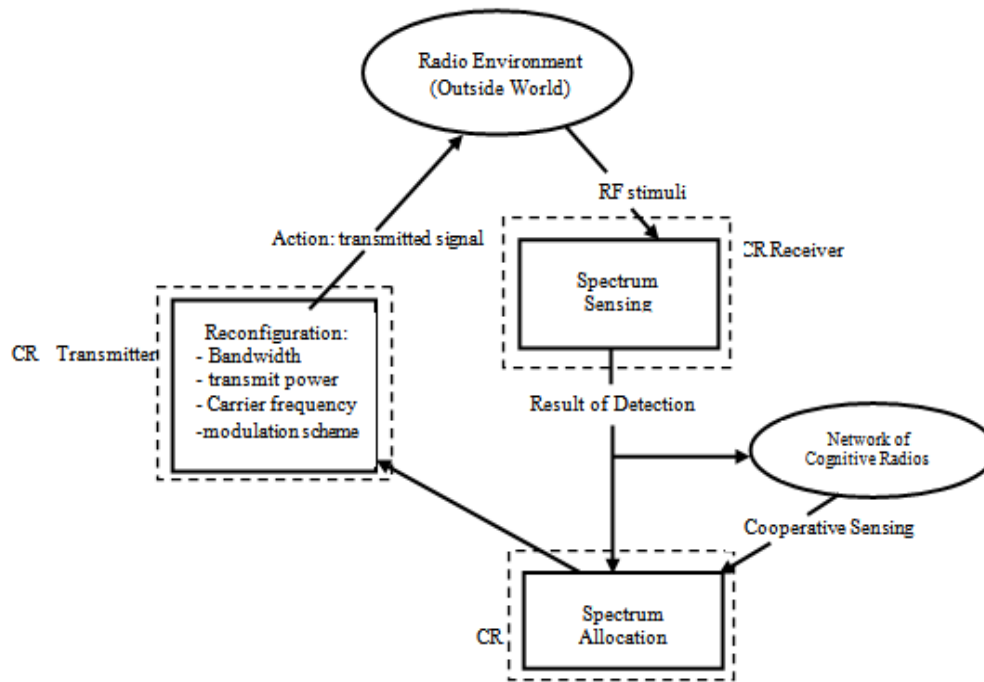 Radio Environment
(Outside World)
RF stimuli
Action: transmitted signal
CR Receiver
Spectrum
Sensing
Reconfiguration:
- Bandwidth
- transmit power
- Carrier frequency
-modulation scheme
CR Transmitter
Result of Detection
Network of
Cognitive Radios
Cooperative Sensing
Spectrum
Allocation
CR